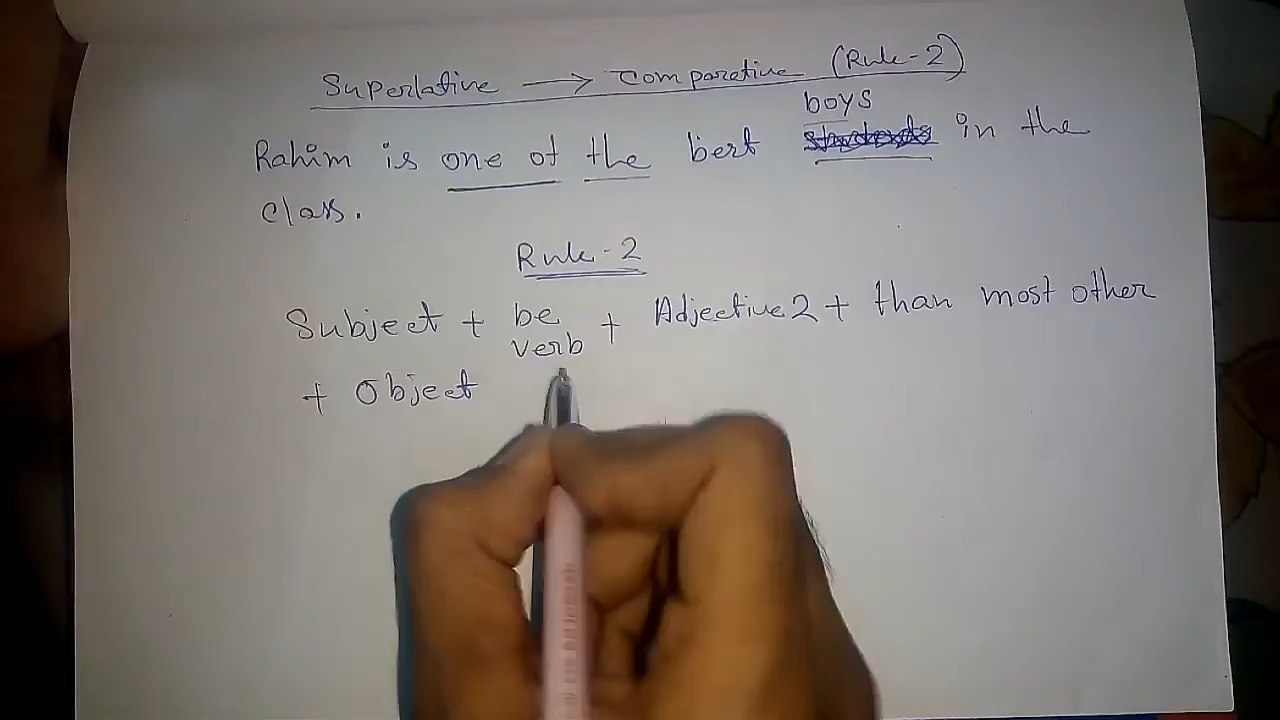 Superlative → Comparetive (Rule-2)
boys
Rahim is one of the best students in the
class.
Rule-2
Subject + be + Adjective2 + than most other
verb
+ Object